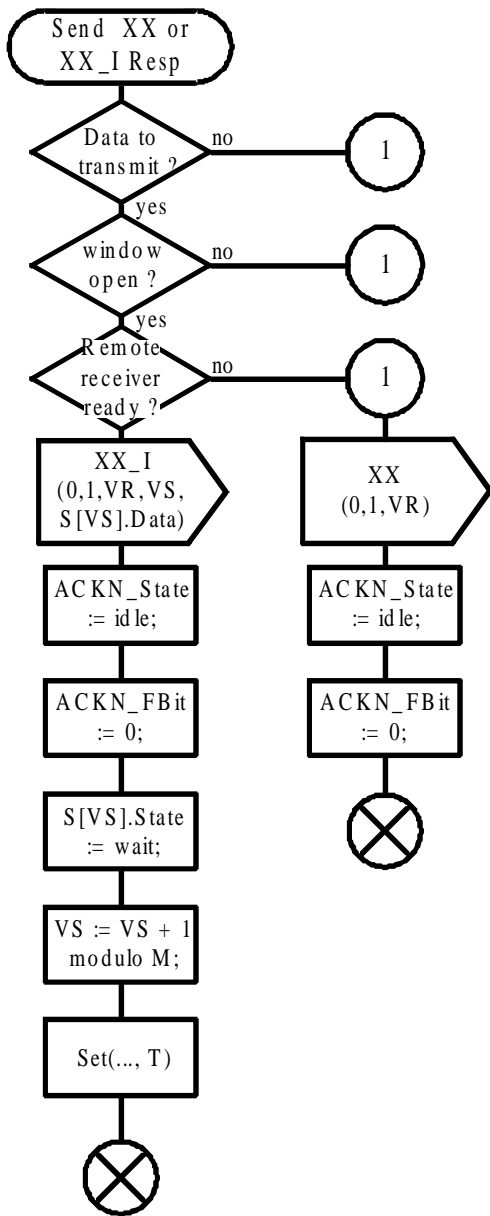 Send XX or
XX_I Resp
Data to
transmit ?
no
1
yes
window
open ?
no
1
yes
Remote
receiver
ready ?
no
1
XX_I
(0,1,VR,VS,
S[VS].Data)
XX
(0,1,VR)
ACKN_State
:= idle;
ACKN_State
:= idle;
ACKN_FBit
:= 0;
ACKN_FBit
:= 0;
S[VS].State
:= wait;
VS := VS + 1
modulo M;
Set(..., T)